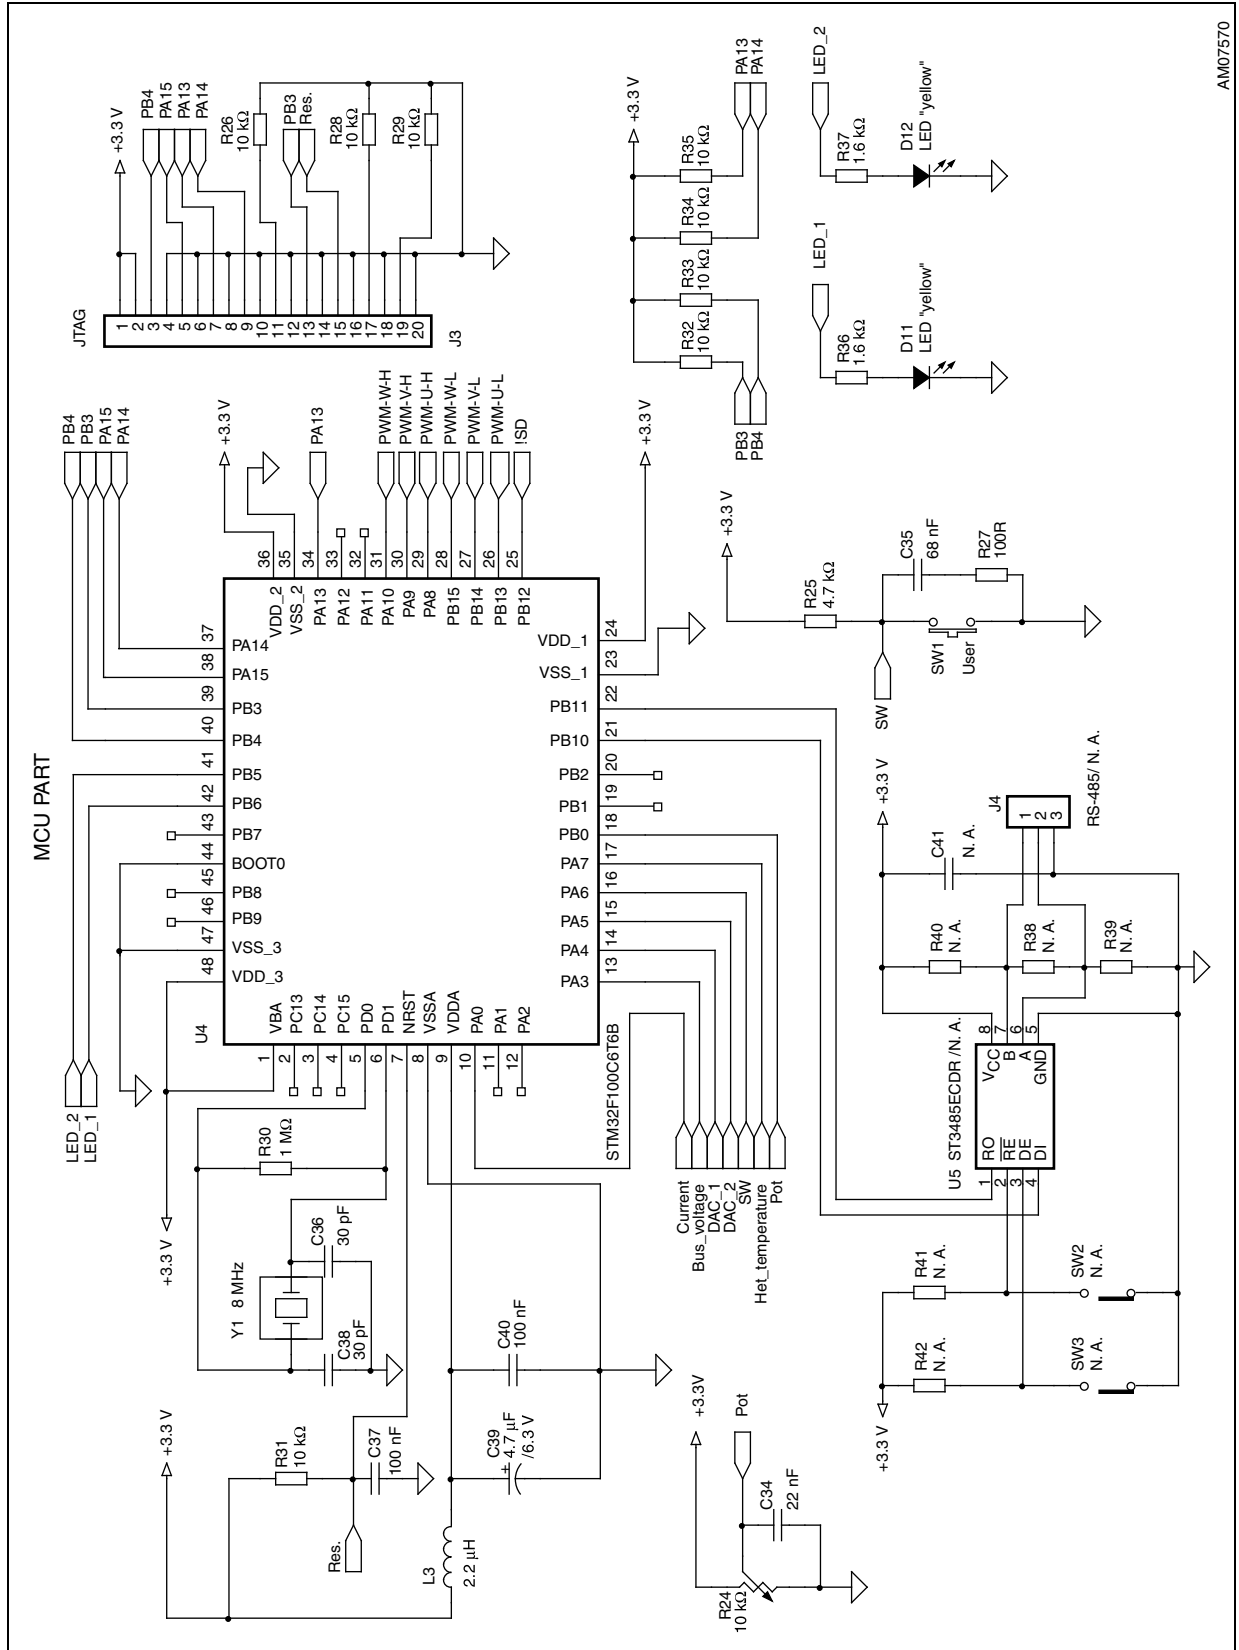 MCU PART
AM07570
JTAG
J3
+3.3 V
PB4
PA15
PA13
PA14
R26
10 kΩ
PB3
Res.
R28
10 kΩ
R29
10 kΩ
1
2
3
4
5
6
7
8
9
10
11
12
13
14
15
16
17
18
19
20
+3.3 V
R32
10 kΩ
R33
10 kΩ
R34
10 kΩ
R35
10 kΩ
PA13
PA14
PB3
PB4
LED_1
R36
1.6 kΩ
D11
LED "yellow"
LED_2
R37
1.6 kΩ
D12
LED "yellow"
PB4
PB3
PA15
PA14
+3.3 V
PA13
PWM-W-H
PWM-V-H
PWM-U-H
PWM-W-L
PWM-V-L
PWM-U-L
!SD
36
35
34
33
32
31
30
29
28
27
26
25
VDD_2
VSS_2
PA13
PA12
PA11
PA10
PA9
PA8
PB15
PB14
PB13
PB12
37
38
39
40
41
42
43
44
45
46
47
48
PA14
PA15
PB3
PB4
PB5
PB6
PB7
BOOT0
PB8
PB9
VSS_3
VDD_3
VDD_1
VSS_1
PB11
PB10
PB2
PB1
PB0
PA7
PA6
PA5
PA4
PA3
24
23
22
21
20
19
18
17
16
15
14
13
+3.3 V
U4
VBA
PC13
PC14
PC15
PD0
PD1
NRST
VSSA
VDDA
PA0
PA1
PA2
1
2
3
4
5
6
7
8
9
10
11
12
STM32F100C6T6B
LED_2
LED_1
+3.3 V
R30
1 MΩ
Y1 8 MHz
C36
30 pF
C38
30 pF
C40
100 nF
C39
+
4.7 µF
/6.3 V
+3.3 V
R31
10 kΩ
C37
100 nF
Res.
L3
2.2 µH
Current
Bus_voltage
DAC_1
DAC_2
SW
Het_temperature
Pot
+3.3V
Pot
R24
10 kΩ
C34
22 nF
+3.3 V
R25
4.7 kΩ
C35
68 nF
R27
100R
SW
SW1
User
+3.3 V
J4
1
2
3
RS-485/ N. A.
C41
N. A.
R40
N. A.
R38
N. A.
R39
N. A.
U5 ST3485ECDR /N. A.
RO
RE
DE
DI
1
2
3
4
VCC
B
A
GND
8
7
6
5
+3.3 V
R41
N. A.
R42
N. A.
SW2
N. A.
SW3
N. A.